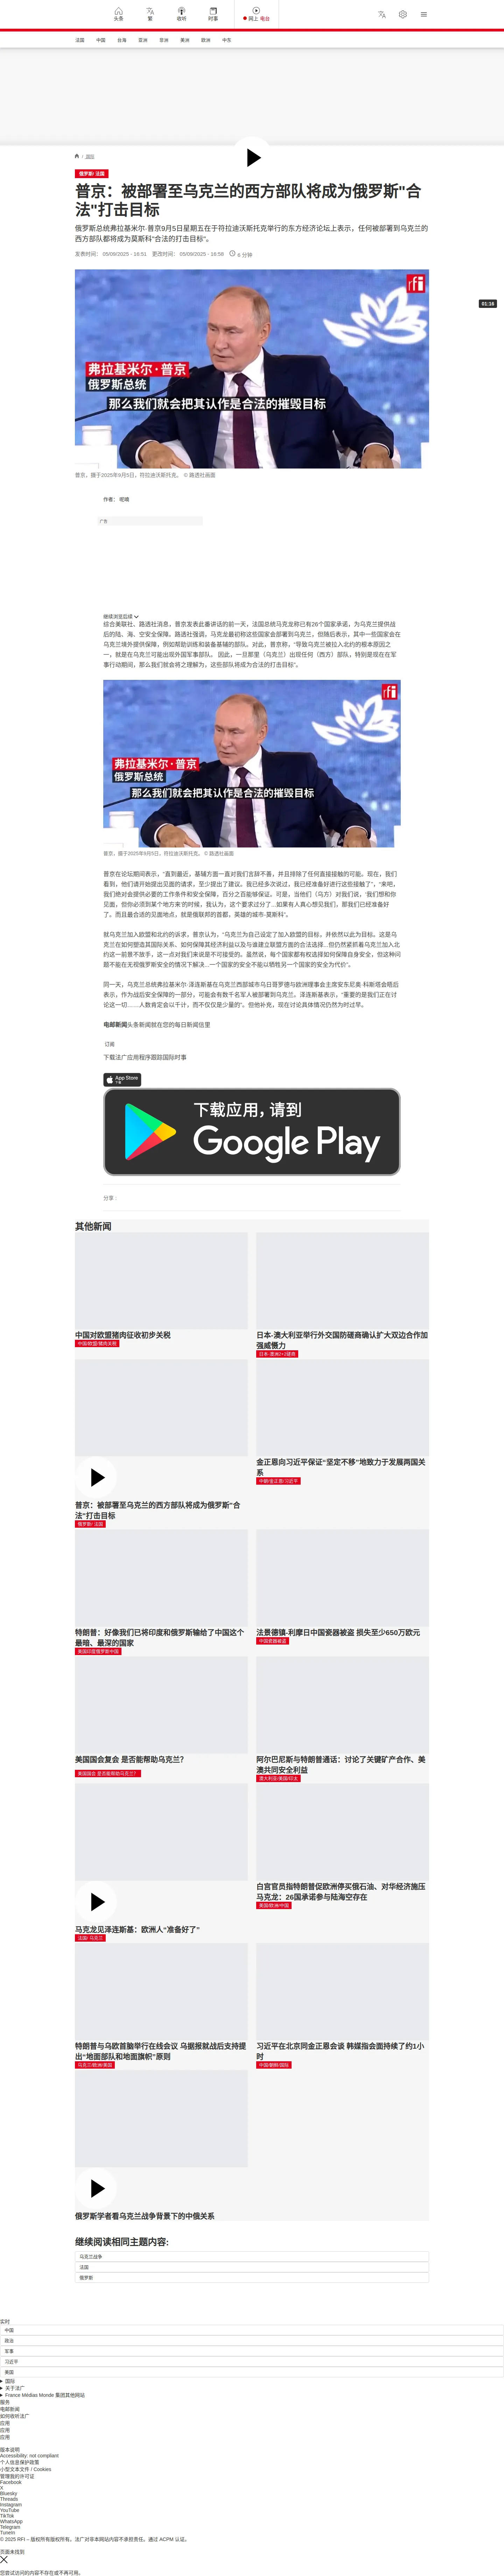 头条
繁
收听
时事
网上 电台
法国
中国
台海
亚洲
非洲
美洲
欧洲
中东
/ 国际
俄罗斯/ 法国
普京：被部署至乌克兰的西方部队将成为俄罗斯"合
法"打击目标
俄罗斯总统弗拉基米尔·普京9月5日星期五在于符拉迪沃斯托克举行的东方经济论坛上表示，任何被部署到乌克兰的
西方部队都将成为莫斯科"合法的打击目标"。
发表时间： 05/09/2025 - 16:51 更改时间： 05/09/2025 - 16:56 6 分钟
01:16
rfi
弗拉基米尔·普京
俄罗斯总统
那么我们就会把其认作是合法的摧毁目标
普京，摄于2025年9月5日，符拉迪沃斯托克。 © 路透社画面
作者：
广告
继续浏览后续
综合美联社、路透社消息，普京发表此番讲话的前一天，法国总统马克龙称已有26个国家承诺，为乌克兰提供战
后的陆、海、空安全保障。路透社强调，马克龙最初称这些国家会部署到乌克兰，但随后表示，其中一些国家会在
乌克兰境外提供保障，例如帮助训练和装备基辅的部队。对此，普京称，"导致乌克兰被拉入北约的根本原因之
一，就是在乌克兰可能出现外国军事部队。 因此，一旦那里（乌克兰）出现任何（西方）部队，特别是现在在军
事行动期间，那么我们就会将之理解为，这些部队将成为合法的打击目标"。
rfi
弗拉基米尔·普京
俄罗斯总统
那么我们就会把其认作是合法的摧毁目标
普京，摄于2025年9月5日，符拉迪沃斯托克。 © 路透社画面
普京在论坛期间表示，"直到最近，基辅方面一直对我们言辞不善，并且排除了任何直接接触的可能。现在，我们
看到，他们请开始提出见面的请求，至少提出了建议。我已经多次说过，我已经准备好进行这些接触了"，"来吧，
我们绝对会提供必要的工作条件和安全保障，百分之百能够保证。可是，当他们（乌方）对我们说，'我们想和你
见面，但你必须到某个地方来'的时候，我认为，这个要求过分了...如果有人真心想见我们，那我们已经准备好
了。而且最合适的见面地点，就是俄联邦的首都，英雄的城市-莫斯科"。
就乌克兰加入欧盟和北约的诉求，普京认为，"乌克兰为自己设定了加入欧盟的目标。并依然以此为目标。这是乌
克兰在如何塑造其国际关系、如何保障其经济利益以及与谁建立联盟方面的合法选择...但仍然紧抓着乌克兰加入北
约这一前景不放手，这一点对我们来说是不可接受的。虽然说，每个国家都有权选择如何保障自身安全，但这种问
题不能在无视俄罗斯安全的情况下解决...一个国家的安全不能以牺牲另一个国家的安全为代价"。
同一天，乌克兰总统弗拉基米尔·泽连斯基在乌克兰西部城市乌日哥罗德与欧洲理事会主席安东尼奥·科斯塔会晤后
表示，作为战后安全保障的一部分，可能会有数千名军人被部署到乌克兰。泽连斯基表示，"重要的是我们正在讨
论这一切……人数肯定会以千计，而不仅仅是少量的"。但他补充，现在讨论具体情况仍然为时过早。
电邮新闻头条新闻就在您的每日新闻信里
订阅
下载法广应用程序跟踪国际时事
App Store
下载
下载应用，请到
Google Play
分享 :
其他新闻
中国对欧盟猪肉征收初步关税
中国/欧盟/猪肉关税
日本-澳大利亚举行外交国防磋商确认扩大双边合作加
强威慑力
日本-澳洲2+2磋商
普京：被部署至乌克兰的西方部队将成为俄罗斯"合
法"打击目标
俄罗斯/ 法国
金正恩向习近平保证"坚定不移"地致力于发展两国关
系
中朝/金正恩/习近平
特朗普：好像我们已将印度和俄罗斯输给了中国这个
最暗、最深的国家
美国印度俄罗斯中国
法景德镇-利摩日中国瓷器被盗 损失至少650万欧元
中国瓷器被盗
美国国会复会 是否能帮助乌克兰？
美国国会 是否能帮助乌克兰？
阿尔巴尼斯与特朗普通话：讨论了关键矿产合作、美
澳共同安全利益
澳大利亚/美国/印太
马克龙见泽连斯基：欧洲人"准备好了"
法国/ 乌克兰
白宫官员指特朗普促欧洲停买俄石油、对华经济施压
马克龙：26国承诺参与陆海空存在
美国/欧洲/中国
特朗普与乌欧首脑举行在线会议 乌据报就战后支持提
出"地面部队和地面旗帜"原则
乌克兰/欧洲/美国
习近平在北京同金正恩会谈 韩媒指会面持续了约1小
时
中国/朝鲜/国际
俄罗斯学者看乌克兰战争背景下的中俄关系
继续阅读相同主题内容:
乌克兰战争
法国
俄罗斯
实时
中国
政治
军事
习近平
美国
国际
关于法广
France Médias Monde 集团其他网站
服务
电邮新闻
如何收听法广
应用
应用
应用
版本说明
Accessibility: not compliant
个人信息保护政策
小型文本文件 / Cookies
管理我的许可证
Facebook
X
Bluesky
Threads
Instagram
YouTube
TikTok
WhatsApp
Telegram
TuneIn
© 2025 RFI – 版权所有版权所有。法广对非本网站内容不承担责任。通过 ACPM 认证。
页面未找到
您尝试访问的内容不存在或不再可用。